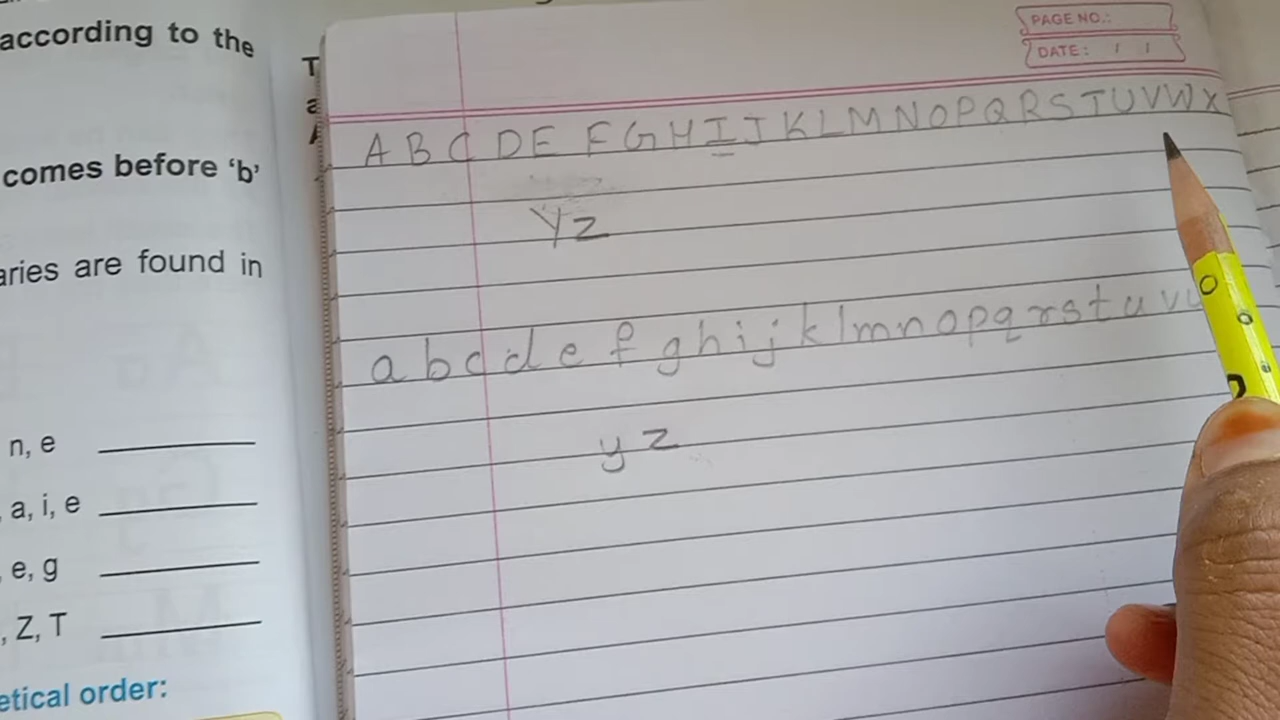 according to the
comes before ‘b’
aries are found in
n, e
, a, i, e
e, g
, Z, T
etical order:
PAGE NO.:
DATE: / /
A B C D E F G H I J K L M N O P Q R S T U V W X
Y z
a b c d e f g h i j k l m n o p q r s t u v
y z